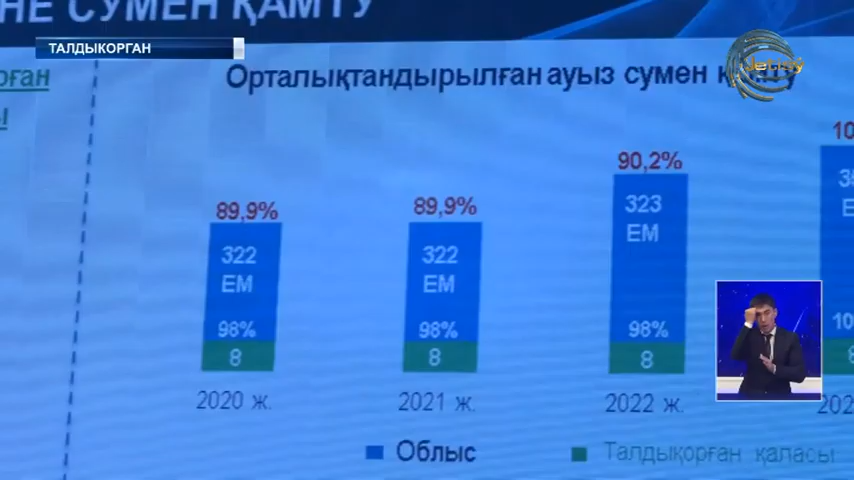 НЕ СУМЕН ҚАМТУ
ТАЛДЫКОРГАН
Jetisý
Орталықтандырылған ауыз сумен
89,9% 89,9% 90,2%
322 322 323
ЕМ ЕМ ЕМ
98% 98% 98%
8 8 8
2020 ж. 2021 ж. 2022 ж.
Облыс Талдықорған қаласы